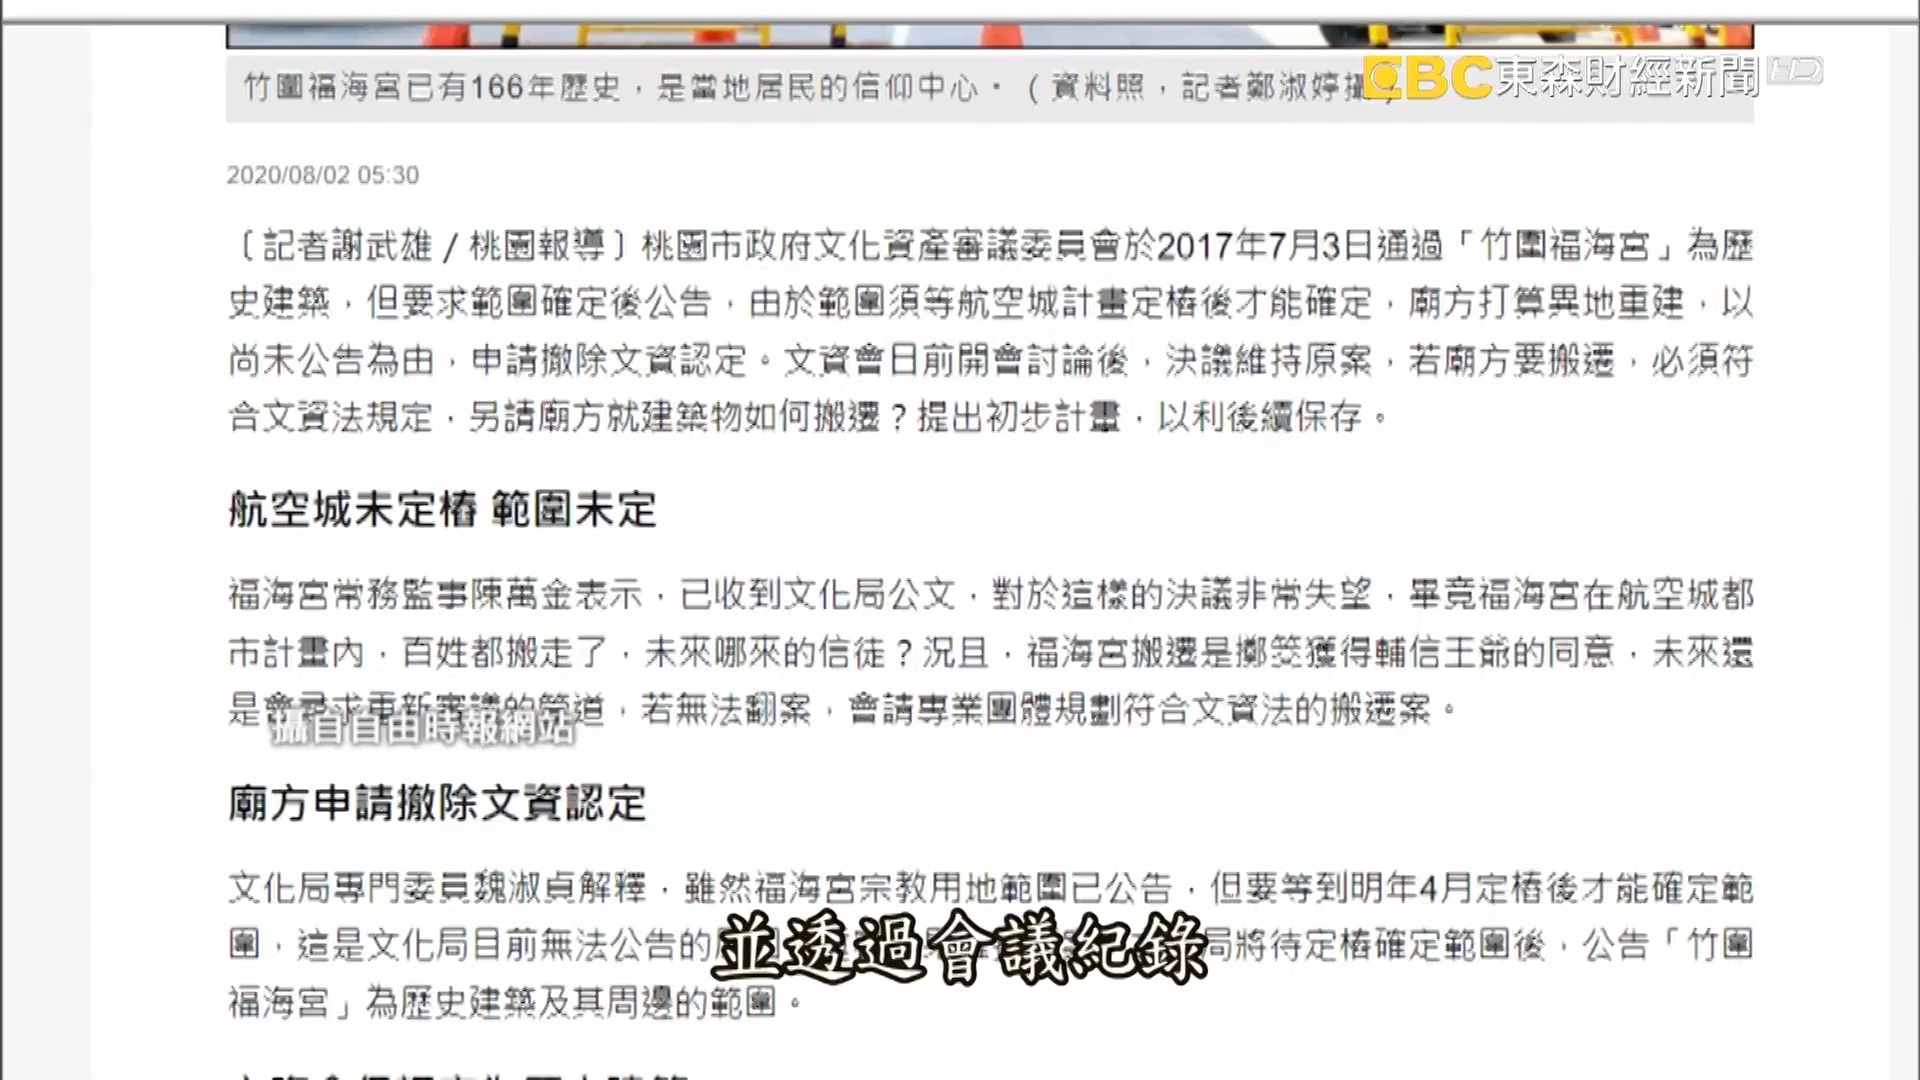 竹圍福海宮已有166年歷史，是當地居民的信仰中心。（資料照，記者鄭淑婷攝）
EBC東森財經新聞HD
2020/08/02 05:30
〔記者謝武雄／桃園報導〕桃園市政府文化資產審議委員會於2017年7月3日通過「竹圍福海宮」為歷
史建築，但要求範圍確定後公告，由於範圍須等航空城計畫定樁後才能確定，廟方打算異地重建，以
尚未公告為由，申請撤除文資認定。文資會日前開會討論後，決議維持原案，若廟方要搬遷，必須符
合文資法規定，另請廟方就建築物如何搬遷？提出初步計畫，以利後續保存。
航空城未定樁 範圍未定
福海宮常務監事陳萬金表示，已收到文化局公文，對於這樣的決議非常失望，畢竟福海宮在航空城都
市計畫內，百姓都搬走了，未來哪來的信徒？況且，福海宮搬遷是擲筊獲得輔信王爺的同意，未來還
是會尋求重新審議的管道，若無法翻案，會請專業團體規劃符合文資法的搬遷案。
攝自自由時報網站
廟方申請撤除文資認定
文化局專門委員魏淑貞解釋，雖然福海宮宗教用地範圍已公告，但要等到明年4月定樁後才能確定範
圍，這是文化局目前無法公告的 局將待定樁確定範圍後，公告「竹圍
並透過會議紀錄
福海宮」為歷史建築及其周邊的範圍。